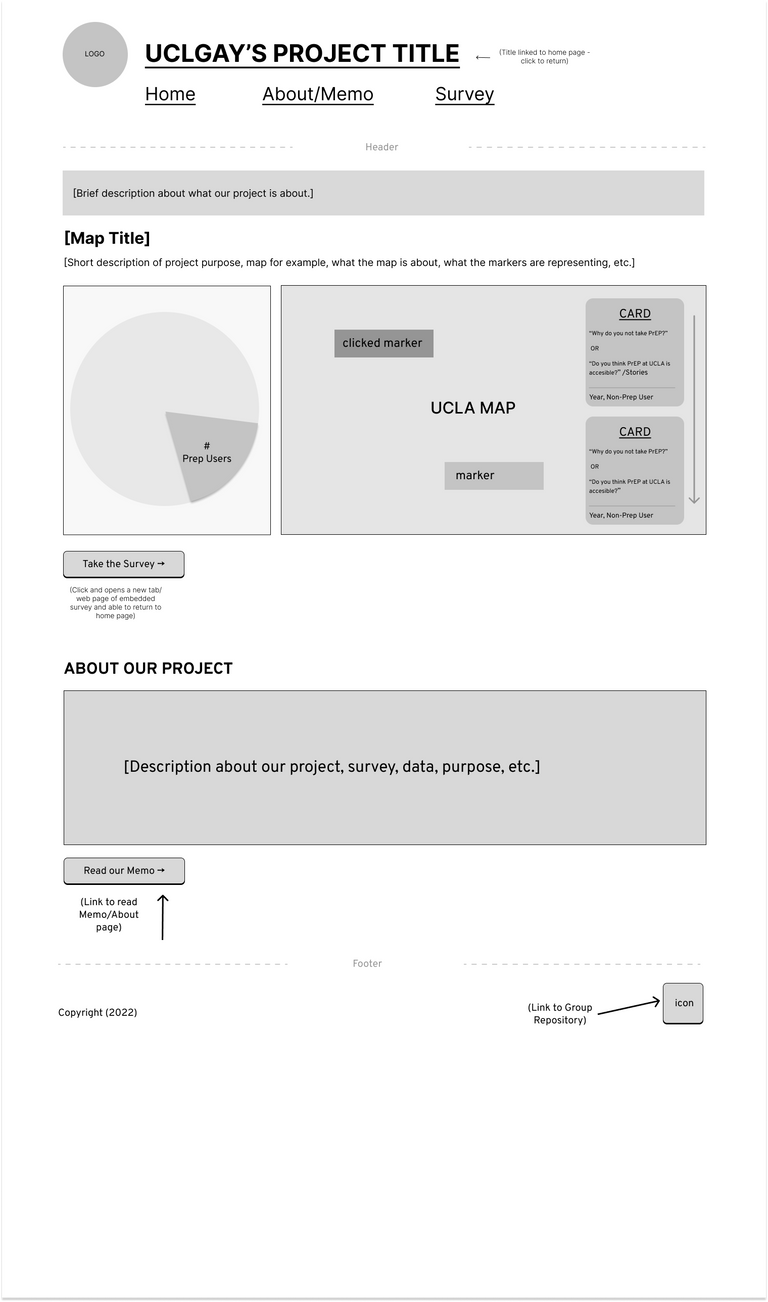 LOGO
UCLGAY’S PROJECT TITLE
(Title linked to home page -
click to return)
Home
About/Memo
Survey
Header
[Brief description about what our project is about.]
[Map Title]
[Short description of project purpose, map for example, what the map is about, what the markers are representing, etc.]
#
Prep Users
clicked marker
UCLA MAP
marker
CARD
“Why do you not take PrEP?”
OR
“Do you think PrEP at UCLA is
accesible?” /Stories
Year, Non-Prep User
CARD
“Why do you not take PrEP?”
OR
“Do you think PrEP at UCLA is
accesible?”
Year, Non-Prep User
Take the Survey →
(Click and opens a new tab/
web page of embedded
survey and able to return to
home page)
ABOUT OUR PROJECT
[Description about our project, survey, data, purpose, etc.]
Read our Memo →
(Link to read
Memo/About
page)
Footer
Copyright (2022)
(Link to Group
Repository)
icon